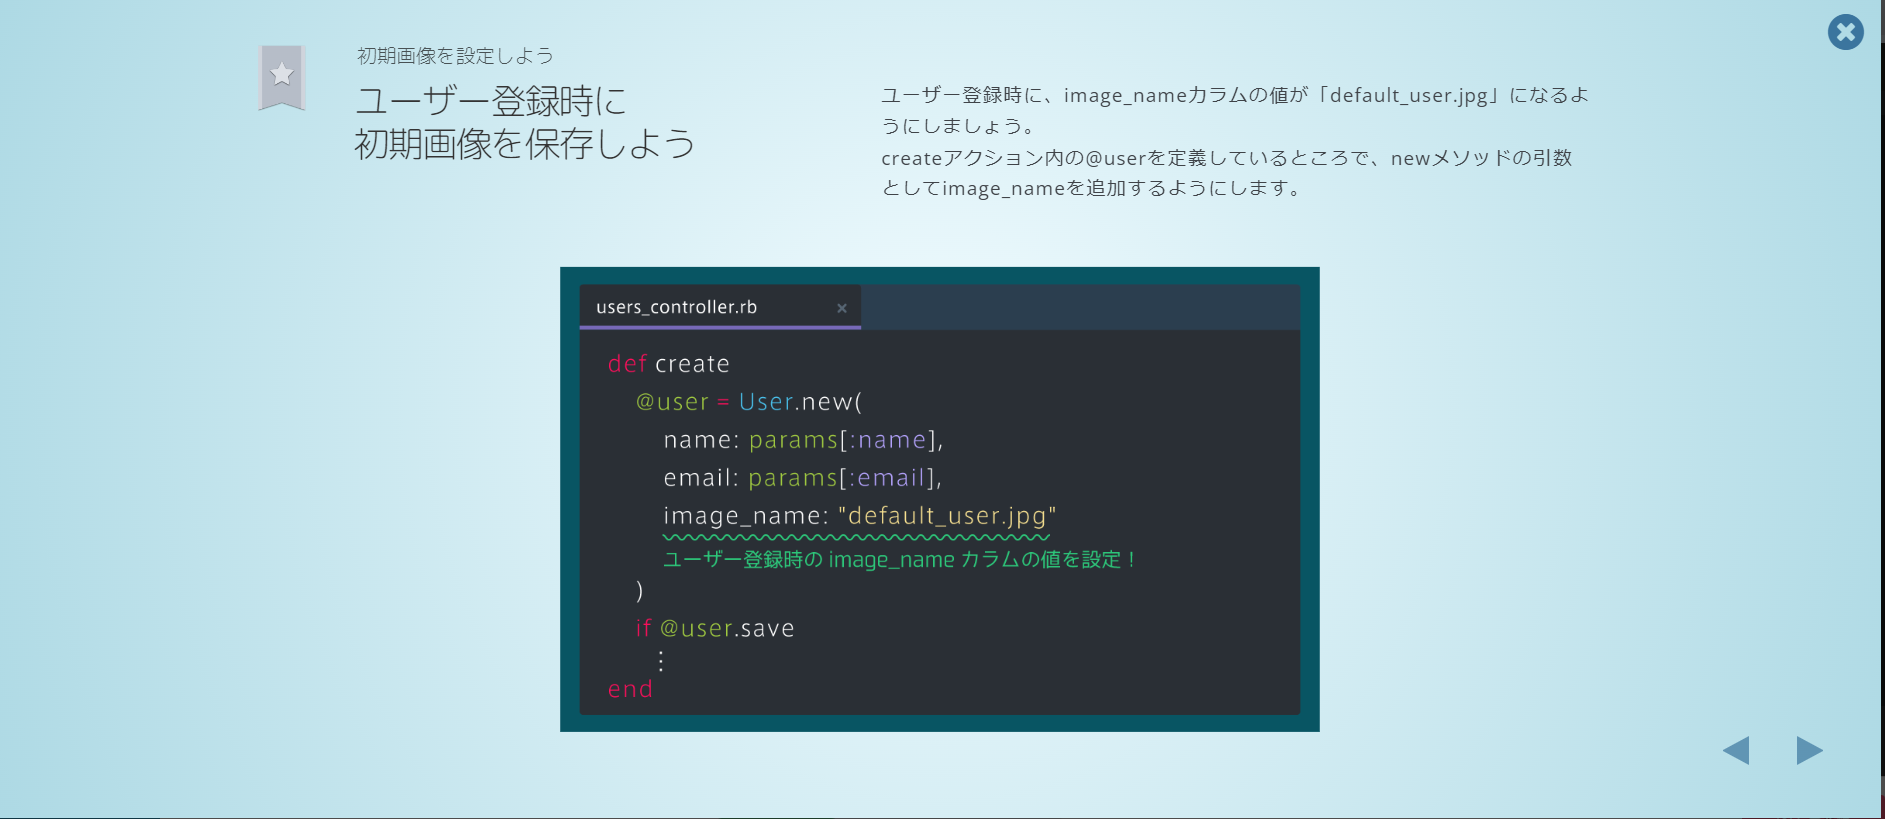 初期画像を設定しよう
ユーザー登録時に
初期画像を保存しよう
ユーザー登録時に、image_nameカラムの値が「default_user.jpg」になるよ
うにしましょう。
createアクション内の@userを定義しているところで、newメソッドの引数
としてimage_nameを追加するようにします。
users_controller.rb ×
def create
@user = User.new(
name: params[:name],
email: params[:email],
image_name: "default_user.jpg"
ユーザー登録時の image_name カラムの値を設定！
)
if @user.save
⋮
end